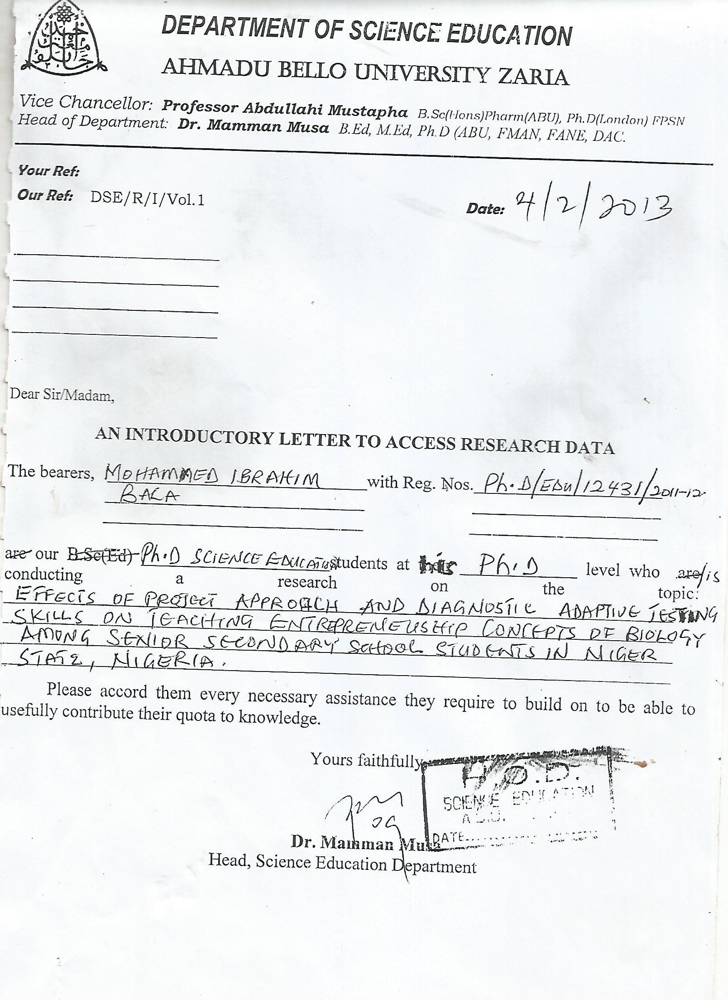 DEPARTMENT OF SCIENCE EDUCATION
AHMADU BELLO UNIVERSITY ZARIA
Vice Chancellor: Professor Abdullahi Mustapha B.Sc(Hons)Pharm(ABU), Ph.D(London) FPSN
Head of Department: Dr. Mamman Musa B.Ed, M.Ed, Ph.D (ABU, FMAN, FANE, DAC.
Your Ref:
Our Ref: DSE/R/I/Vol.1
Date: 4/2/2013
Dear Sir/Madam,
AN INTRODUCTORY LETTER TO ACCESS RESEARCH DATA
The bearers, MOHAMMED IBRAHIM with Reg. Nos. Ph.D/EDU/12431/2011-12
BALA
are our B.Sc(Ed) Ph.D SCIENCE EDUCATION students at his Ph.D level who are/is
conducting a research on the topic:
EFFECTS OF PROJECT APPROACH AND DIAGNOSTIC ADAPTIVE TESTING
SKILLS ON TEACHING ENTREPRENEUSHIP CONCEPTS OF BIOLOGY
AMONG SENIOR SECONDARY SCHOOL STUDENTS IN NIGER
STATE, NIGERIA.
Please accord them every necessary assistance they require to build on to be able to
usefully contribute their quota to knowledge.
Yours faithfully,
H.O.D.
SCIENCE EDUCATION
A.B.U.
DATE
Dr. Mamman Musa
Head, Science Education Department